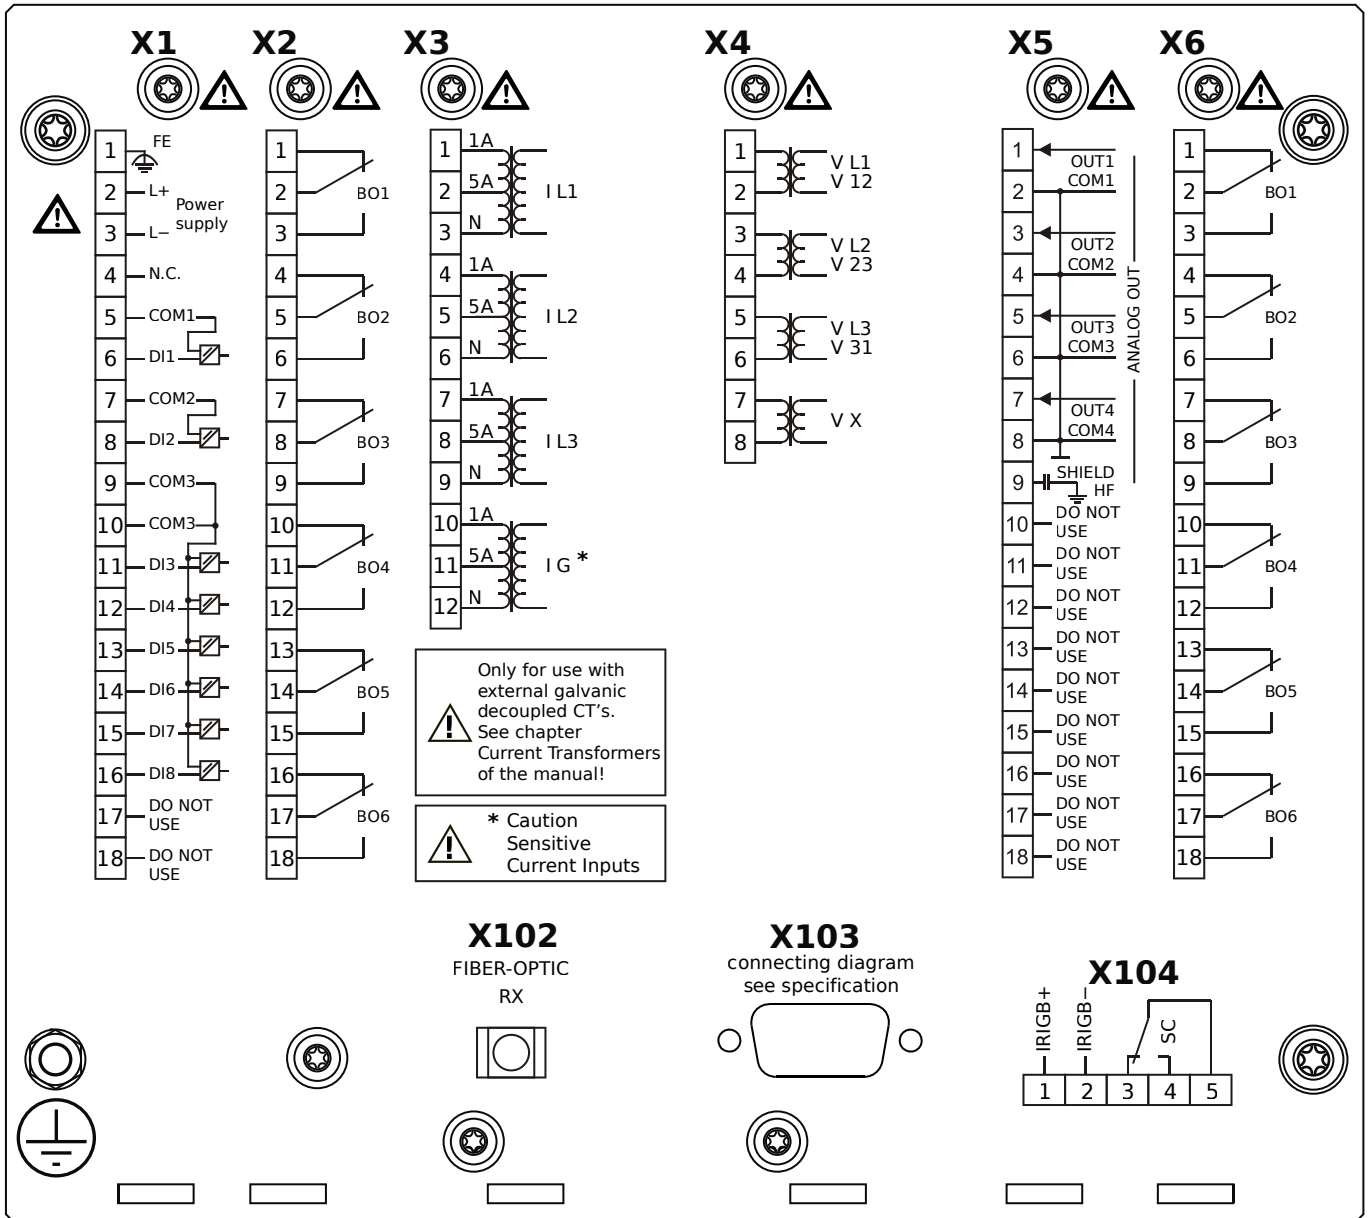 X1
1 FE
2 L+
Power
supply
3 L−
4 N.C.
5 COM1
6 DI1
7 COM2
8 DI2
9 COM3
10 COM3
11 DI3
12 DI4
13 DI5
14 DI6
15 DI7
16 DI8
17 DO NOT
USE
18 DO NOT
USE
X2
1
2 BO1
3
4
5 BO2
6
7
8 BO3
9
10
11 BO4
12
13
14 BO5
15
16
17 BO6
18
X3
1 1A
2 5A I L1
3 N
4 1A
5 5A I L2
6 N
7 1A
8 5A I L3
9 N
10 1A
11 5A I G *
12 N
Only for use with
external galvanic
decoupled CT's.
See chapter
Current Transformers
of the manual!
* Caution
Sensitive
Current Inputs
X4
1 V L1
2 V 12
3 V L2
4 V 23
5 V L3
6 V 31
7 V X
8
X5
1 OUT1
2 COM1
3 OUT2
4 COM2
5 OUT3
6 COM3
7 OUT4
8 COM4
ANALOG OUT
9 SHIELD
HF
10 DO NOT
USE
11 DO NOT
USE
12 DO NOT
USE
13 DO NOT
USE
14 DO NOT
USE
15 DO NOT
USE
16 DO NOT
USE
17 DO NOT
USE
18 DO NOT
USE
X6
1
2 BO1
3
4
5 BO2
6
7
8 BO3
9
10
11 BO4
12
13
14 BO5
15
16
17 BO6
18
X102
FIBER-OPTIC
RX
X103
connecting diagram
see specification
X104
IRIGB+
IRIGB−
SC
1 2 3 4 5